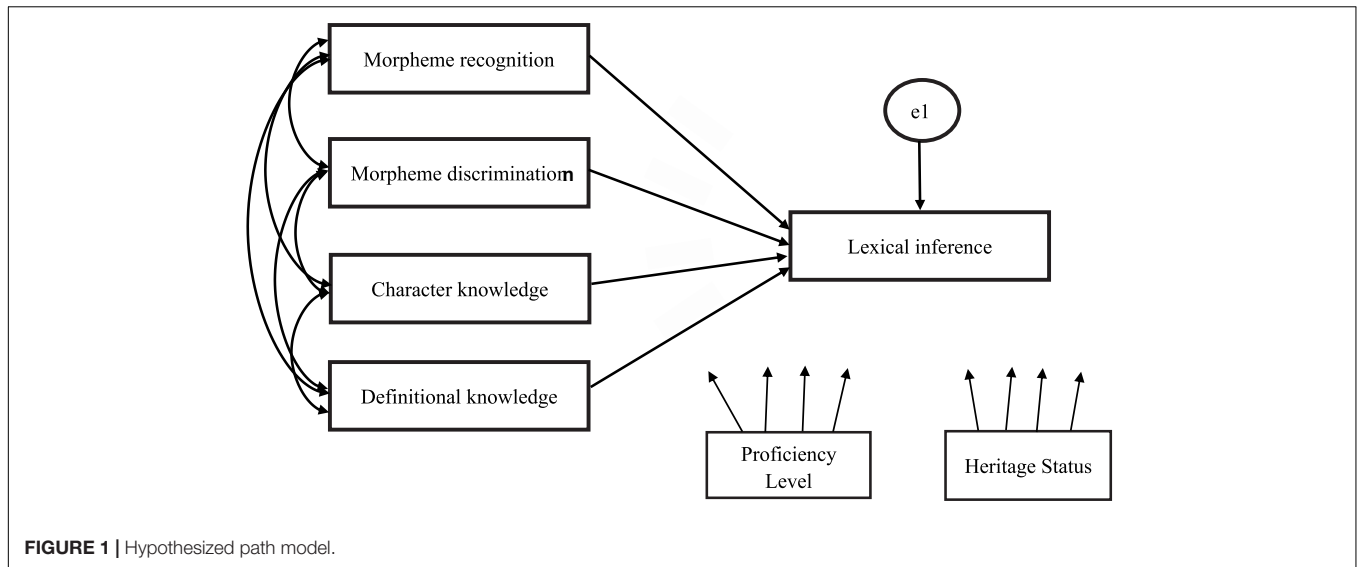 Morpheme recognition
e1
Morpheme discrimination
Lexical inference
Character knowledge
Definitional knowledge
Proficiency
Level
Heritage Status
FIGURE 1 | Hypothesized path model.